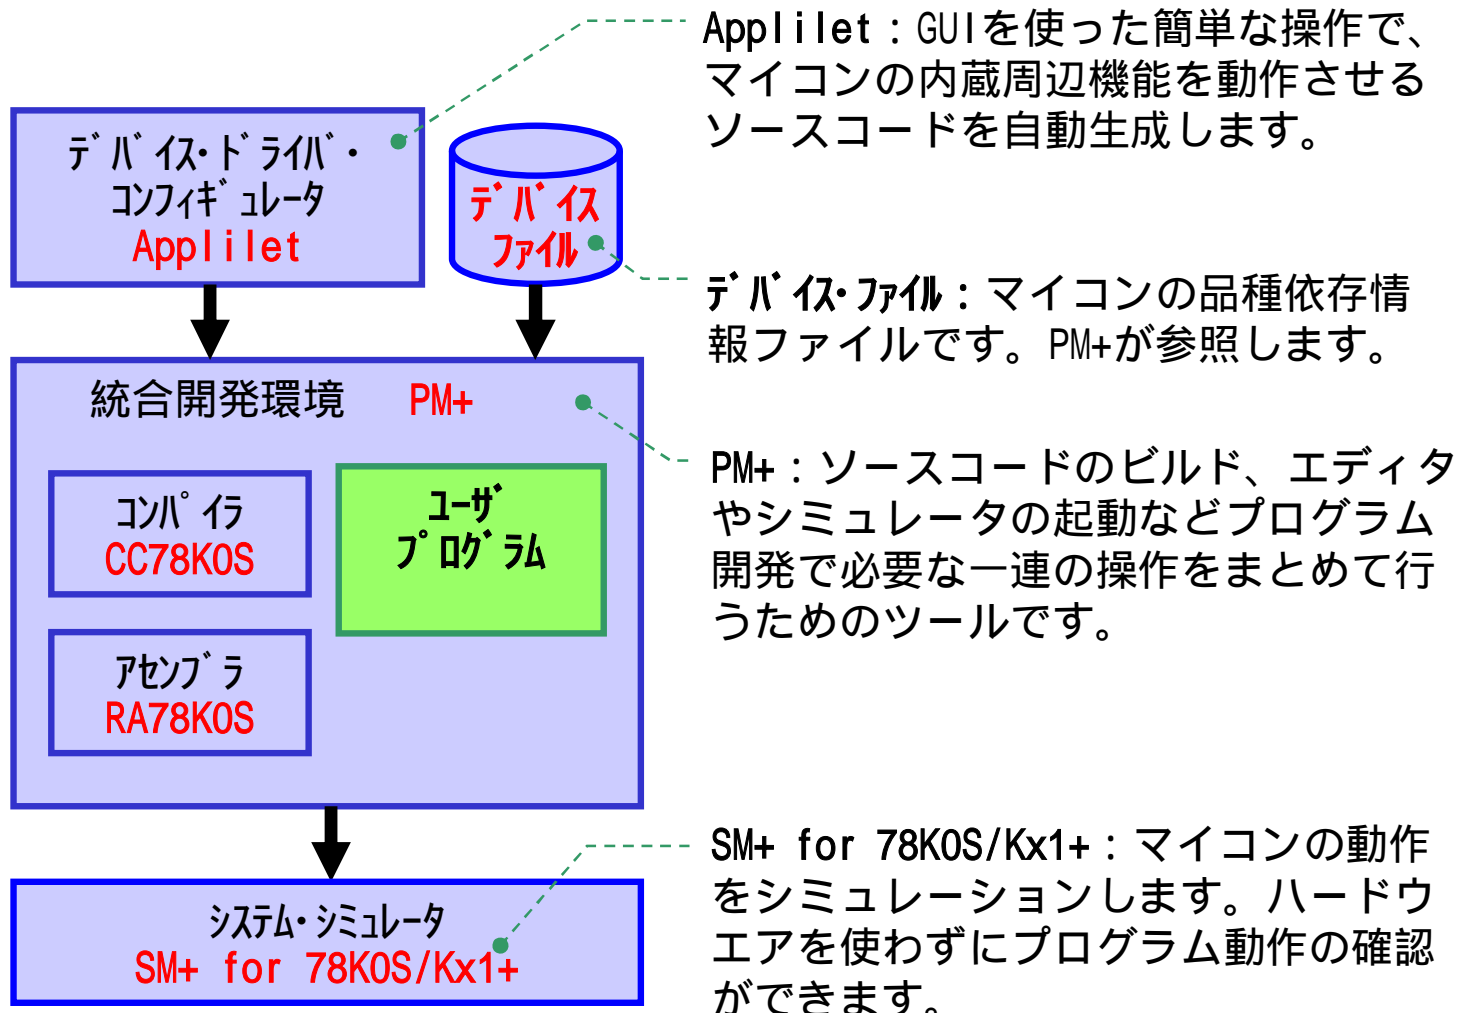 Applilet：GUIを使った簡単な操作で、
マイコンの内蔵周辺機能を動作させる
ソースコードを自動生成します。
ﾃﾞﾊﾞｲｽ･ﾄﾞﾗｲﾊﾞ･
ｺﾝﾌｨｷﾞｭﾚｰﾀ
Applilet
ﾃﾞﾊﾞｲｽ
ﾌｧｲﾙ
ﾃﾞﾊﾞｲｽ･ﾌｧｲﾙ：マイコンの品種依存情
報ファイルです。PM+が参照します。
統合開発環境 PM+
PM+：ソースコードのビルド、エディタ
やシミュレータの起動などプログラム
開発で必要な一連の操作をまとめて行
うためのツールです。
ｺﾝﾊﾟｲﾗ
CC78K0S
ﾕｰｻﾞ
ﾌﾟﾛｸﾞﾗﾑ
ｱｾﾝﾌﾞﾗ
RA78K0S
SM+ for 78K0S/Kx1+：マイコンの動作
をシミュレーションします。ハードウ
エアを使わずにプログラム動作の確認
ができます。
ｼｽﾃﾑ･ｼﾐｭﾚｰﾀ
SM+ for 78K0S/Kx1+